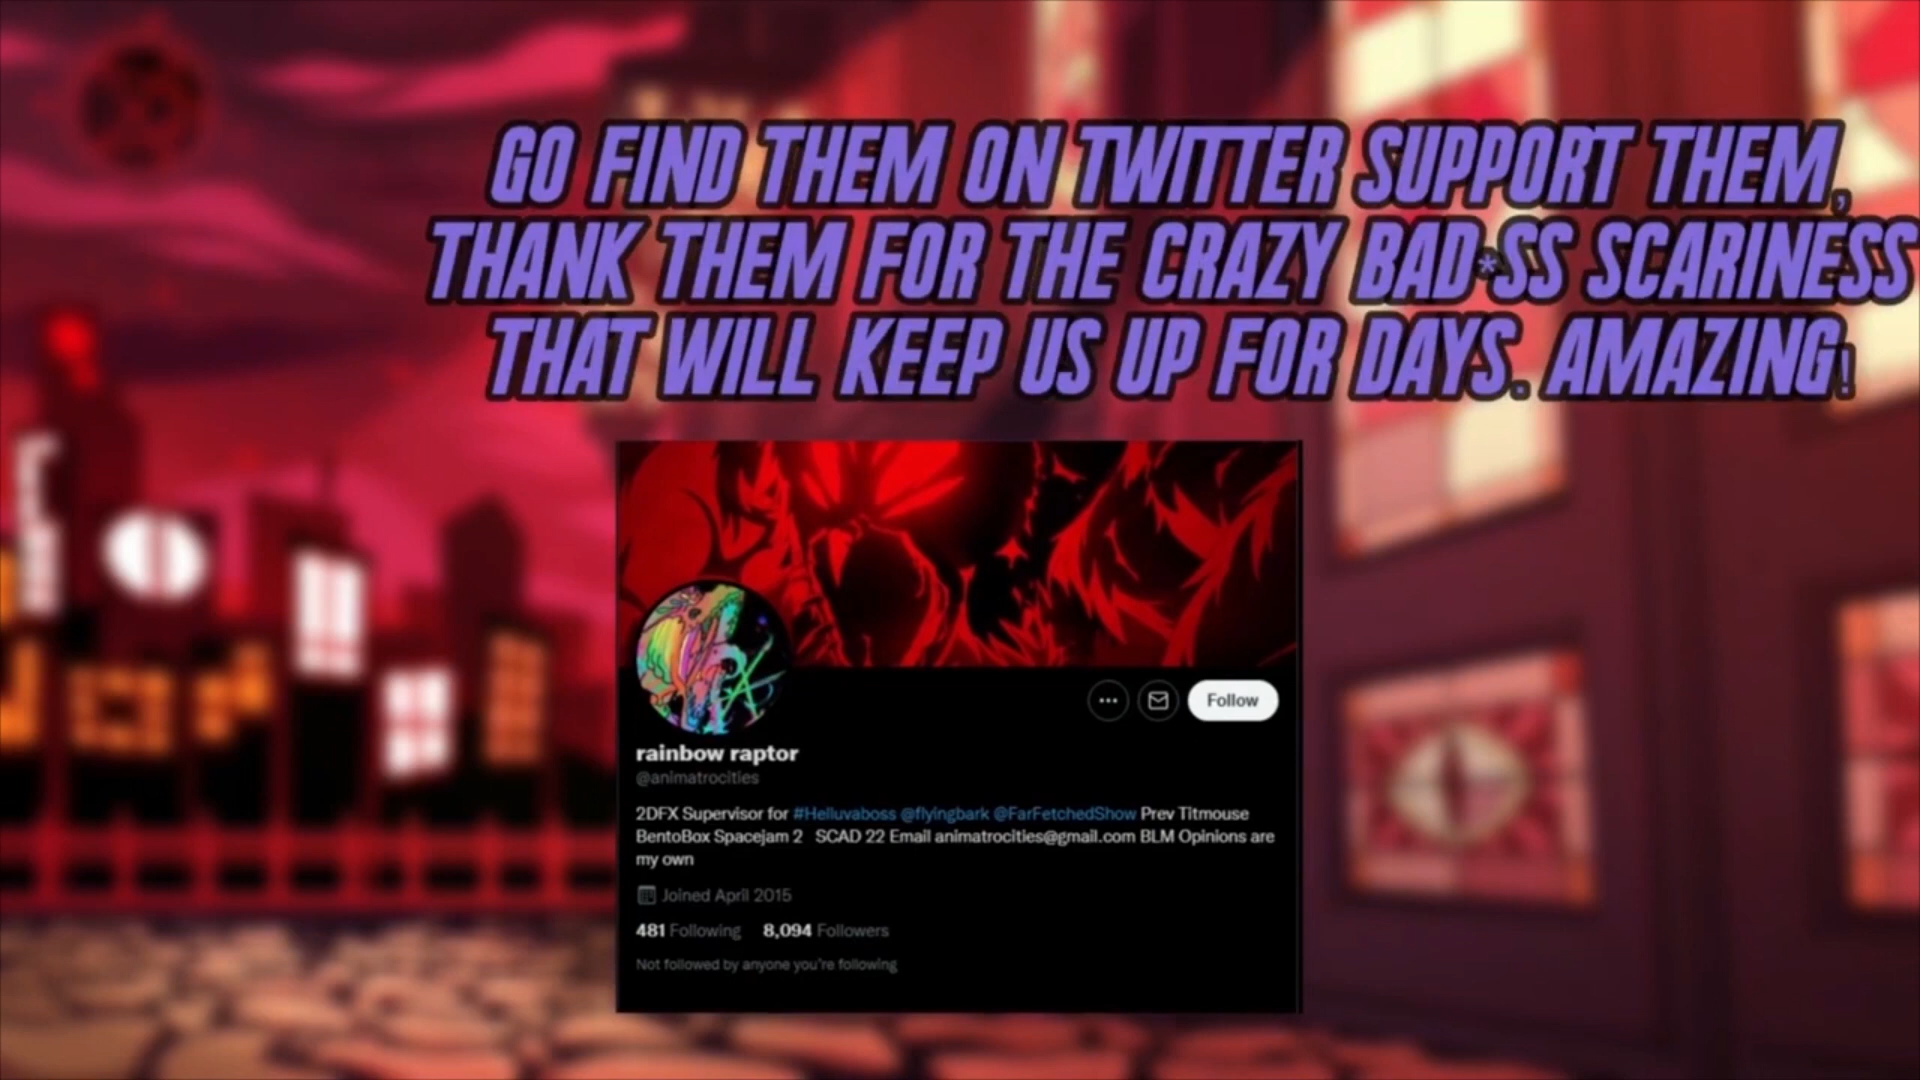 GO FIND THEM ON TWITTER SUPPORT THEM,
THANK THEM FOR THE CRAZY BAD*SS SCARINESS
THAT WILL KEEP US UP FOR DAYS. AMAZING!
Follow
rainbow raptor
@animatrocities
2DFX Supervisor for #Helluvaboss @flyingbark @FarFetchedShow Prev Titmouse
BentoBox Spacejam 2 SCAD 22 Email animatrocities@gmail.com BLM Opinions are
my own
Joined April 2015
481 Following 8,094 Followers
Not followed by anyone you're following